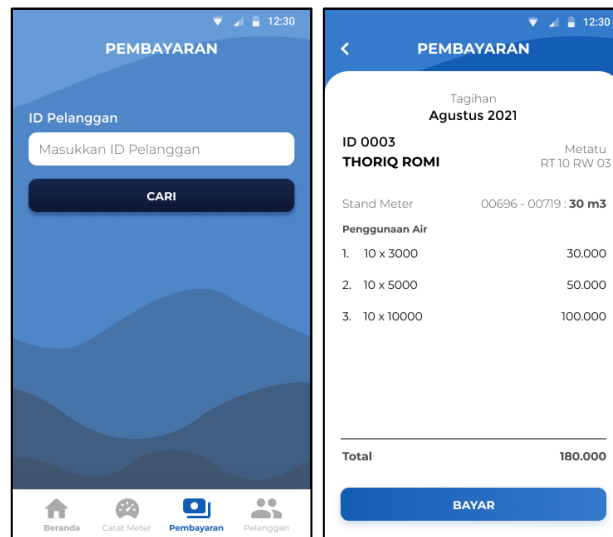 12:30
PEMBAYARAN
ID Pelanggan
Masukkan ID Pelanggan
CARI
Beranda Catat Meter Pembayaran Pelanggan
12:30
PEMBAYARAN
Tagihan
Agustus 2021
ID 0003
THORIQ ROMI
Metatu
RT 10 RW 03
Stand Meter 00696 - 00719 : 30 m3
Penggunaan Air
1. 10 x 3000 30.000
2. 10 x 5000 50.000
3. 10 x 10000 100.000
Total 180.000
BAYAR